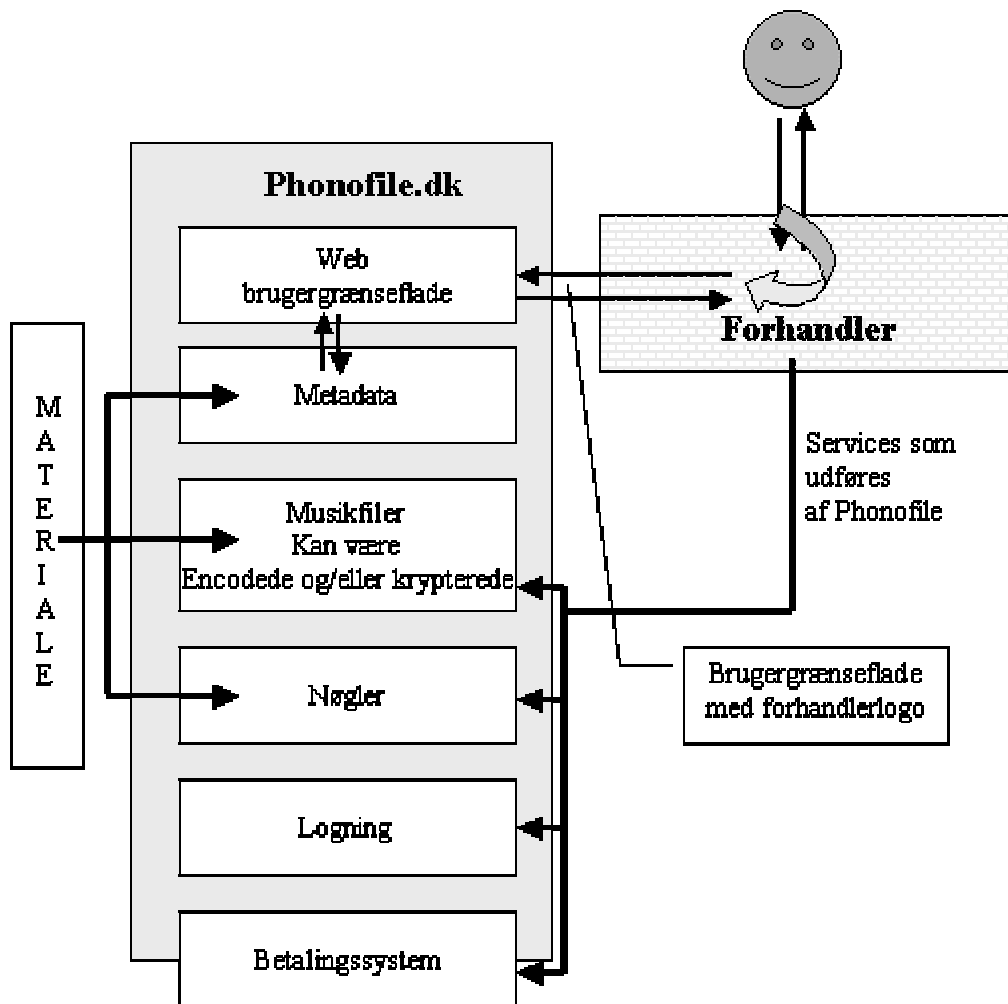 Phonofile.dk
Web
brugergrænseflade
Metadata
Musikfiler
Kan være
Encodede og/eller krypterede
Nøgler
Logning
Betalingssystem
MATERIALE
Forhandler
Services som
udføres
af Phonofile
Brugergrænseflade
med forhandlerlogo